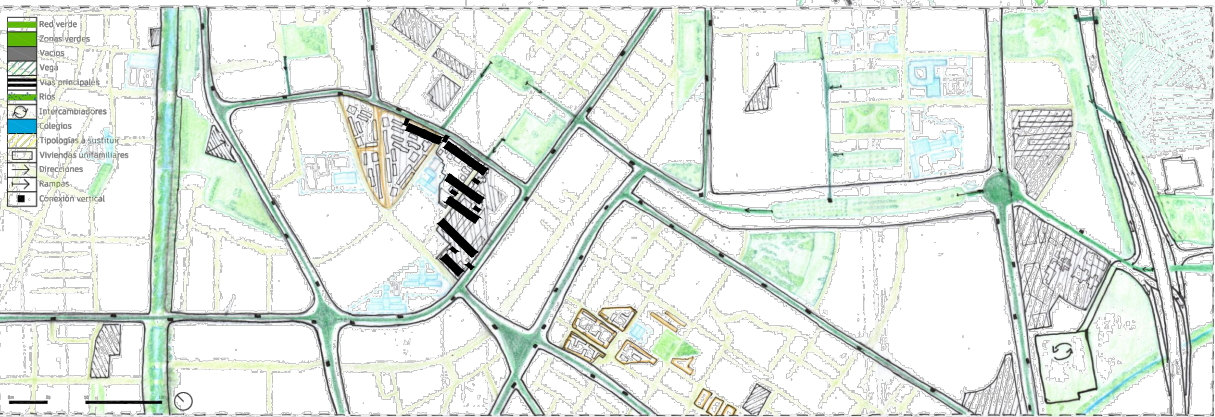 Red verde
Zonas verdes
Vacíos
Vega
Vías principales
Ríos
Intercambiadores
Colegios
Tipologías a sustituir
Viviendas unifamiliares
Direcciones
Rampas
Conexión vertical